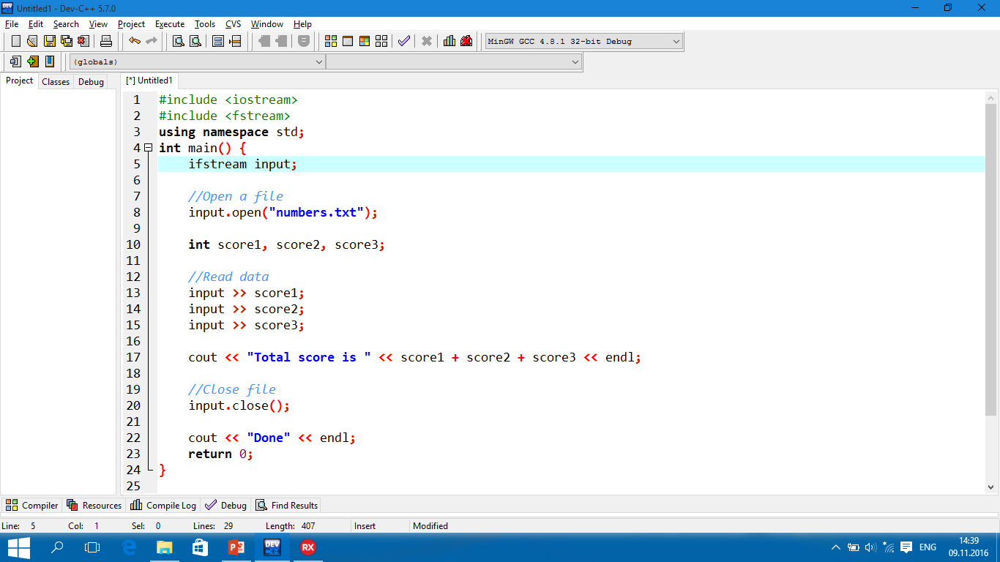 Untitled1 - Dev-C++ 5.7.0
File Edit Search View Project Execute Tools CVS Window Help
MinGW GCC 4.8.1 32-bit Debug
(globals)
Project Classes Debug [*] Untitled1
1 #include <iostream>
2 #include <fstream>
3 using namespace std;
4 int main() {
5 ifstream input;
6
7 //Open a file
8 input.open("numbers.txt");
9
10 int score1, score2, score3;
11
12 //Read data
13 input >> score1;
14 input >> score2;
15 input >> score3;
16
17 cout << "Total score is " << score1 + score2 + score3 << endl;
18
19 //Close file
20 input.close();
21
22 cout << "Done" << endl;
23 return 0;
24 }
25
Compiler Resources Compile Log Debug Find Results
Line: 5 Col: 1 Sel: 0 Lines: 29 Length: 407 Insert Modified
DEV C++ RX ENG 14:39
09.11.2016